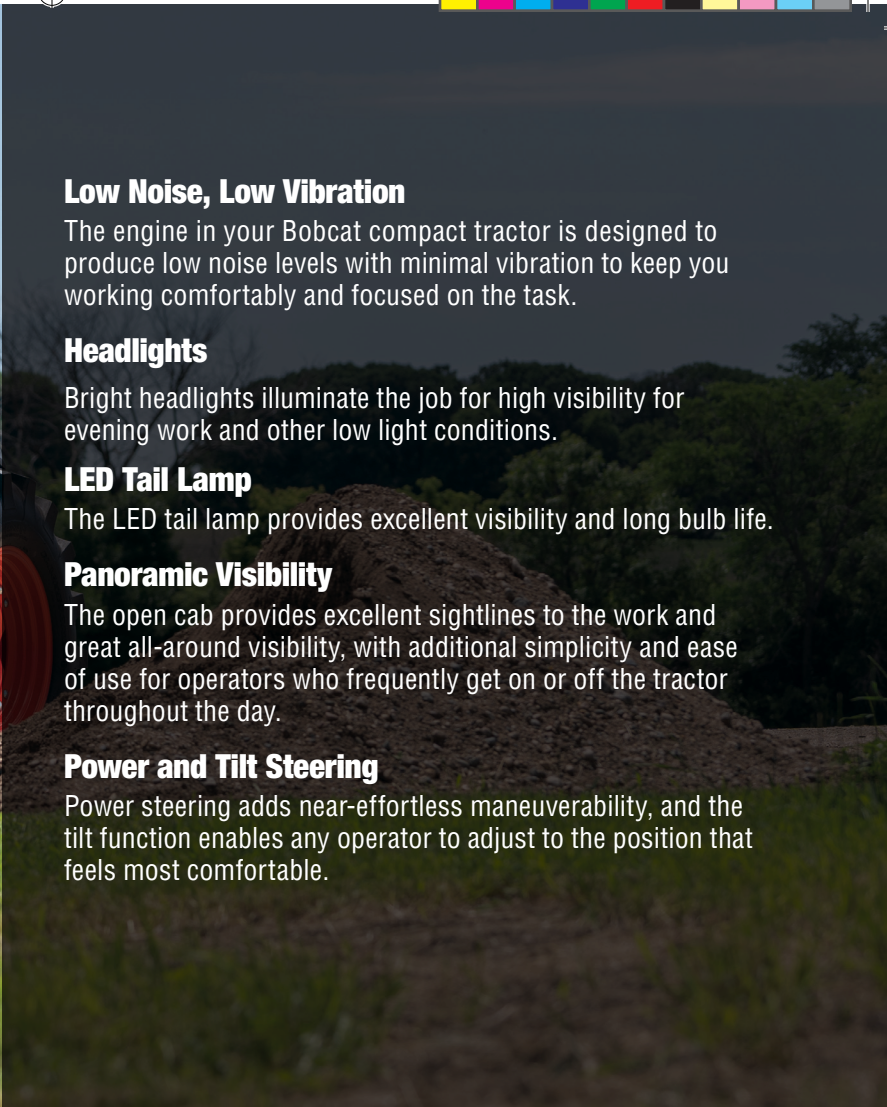 Low Noise, Low Vibration
The engine in your Bobcat compact tractor is designed to
produce low noise levels with minimal vibration to keep you
working comfortably and focused on the task.
Headlights
Bright headlights illuminate the job for high visibility for
evening work and other low light conditions.
LED Tail Lamp
The LED tail lamp provides excellent visibility and long bulb life.
Panoramic Visibility
The open cab provides excellent sightlines to the work and
great all-around visibility, with additional simplicity and ease
of use for operators who frequently get on or off the tractor
throughout the day.
Power and Tilt Steering
Power steering adds near-effortless maneuverability, and the
tilt function enables any operator to adjust to the position that
feels most comfortable.